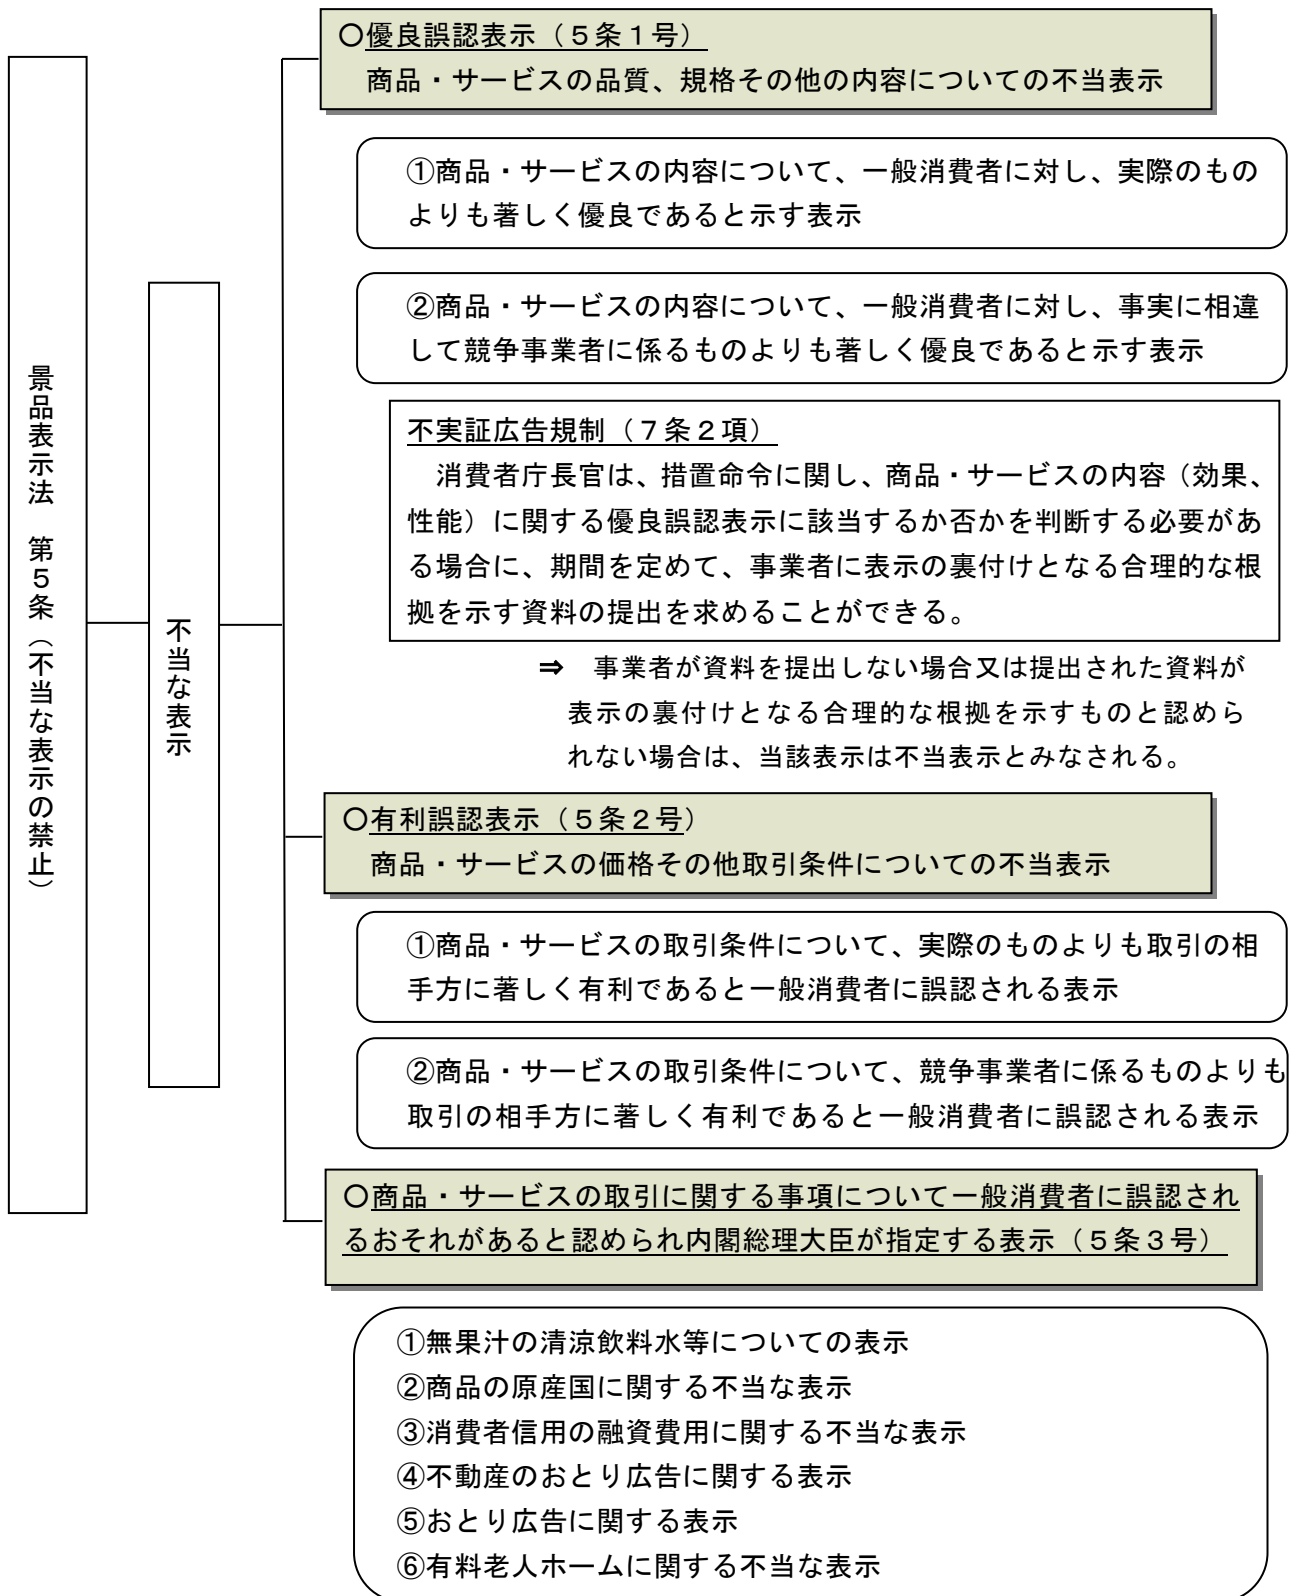 景品表示法　第５条（不当な表示の禁止）
不当な表示
〇優良誤認表示（５条１号）
商品・サービスの品質、規格その他の内容についての不当表示
①商品・サービスの内容について、一般消費者に対し、実際のもの
よりも著しく優良であると示す表示
②商品・サービスの内容について、一般消費者に対し、事実に相違
して競争事業者に係るものよりも著しく優良であると示す表示
不実証広告規制（７条２項）
消費者庁長官は、措置命令に関し、商品・サービスの内容（効果、
性能）に関する優良誤認表示に該当するか否かを判断する必要があ
る場合に、期間を定めて、事業者に表示の裏付けとなる合理的な根
拠を示す資料の提出を求めることができる。
⇒　事業者が資料を提出しない場合又は提出された資料が
表示の裏付けとなる合理的な根拠を示すものと認めら
れない場合は、当該表示は不当表示とみなされる。
〇有利誤認表示（５条２号）
商品・サービスの価格その他取引条件についての不当表示
①商品・サービスの取引条件について、実際のものよりも取引の相
手方に著しく有利であると一般消費者に誤認される表示
②商品・サービスの取引条件について、競争事業者に係るものよりも
取引の相手方に著しく有利であると一般消費者に誤認される表示
〇商品・サービスの取引に関する事項について一般消費者に誤認され
るおそれがあると認められ内閣総理大臣が指定する表示（５条３号）
①無果汁の清涼飲料水等についての表示
②商品の原産国に関する不当な表示
③消費者信用の融資費用に関する不当な表示
④不動産のおとり広告に関する表示
⑤おとり広告に関する表示
⑥有料老人ホームに関する不当な表示